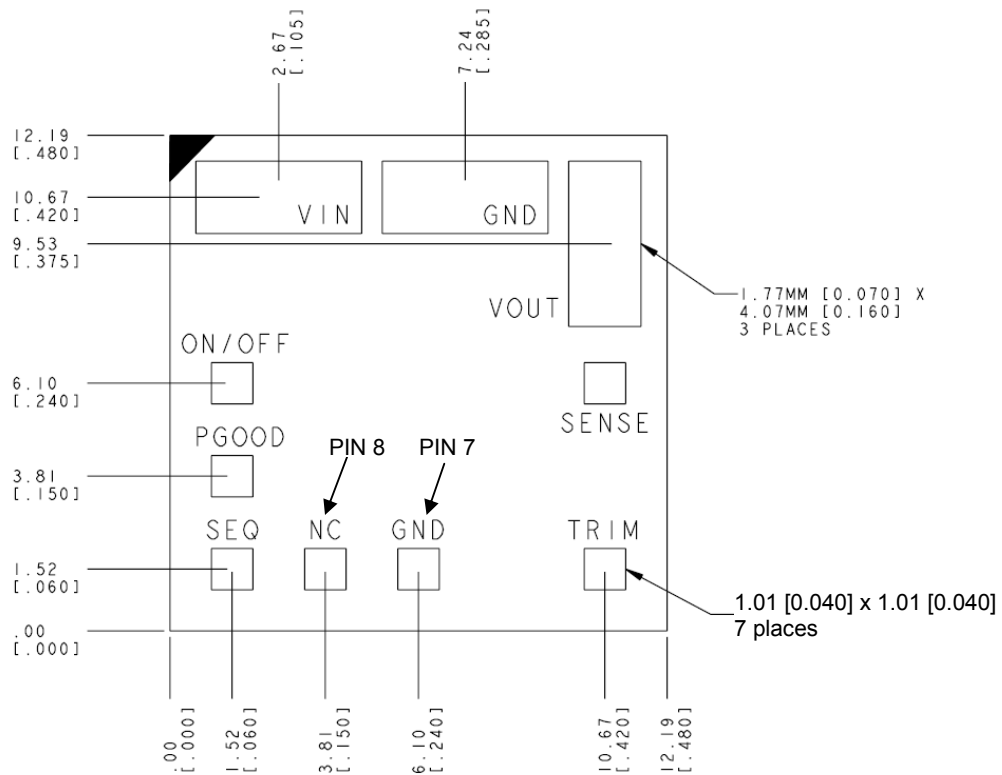 2.67
[.105]
7.24
[.285]
12.19
[.480]
10.67
[.420]
VIN
GND
9.53
[.375]
1.77MM [0.070] X
4.07MM [0.160]
3 PLACES
VOUT
ON/OFF
6.10
[.240]
SENSE
PGOOD
PIN 8
PIN 7
3.81
[.150]
SEQ
NC
GND
TRIM
1.52
[.060]
1.01 [0.040] x 1.01 [0.040]
7 places
.00
[.000]
.00
[0.000]
1.52
[.060]
3.81
[.150]
6.10
[.240]
10.67
[.420]
12.19
[.480]